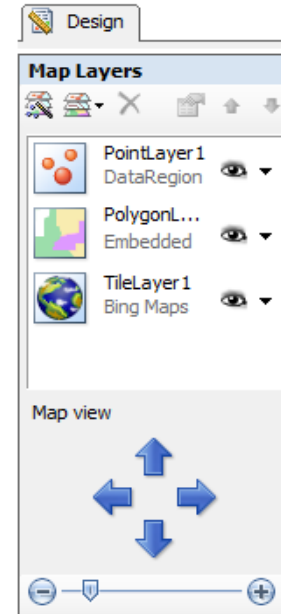 Design
Map Layers
PointLayer1
DataRegion
PolygonL...
Embedded
TileLayer1
Bing Maps
Map view